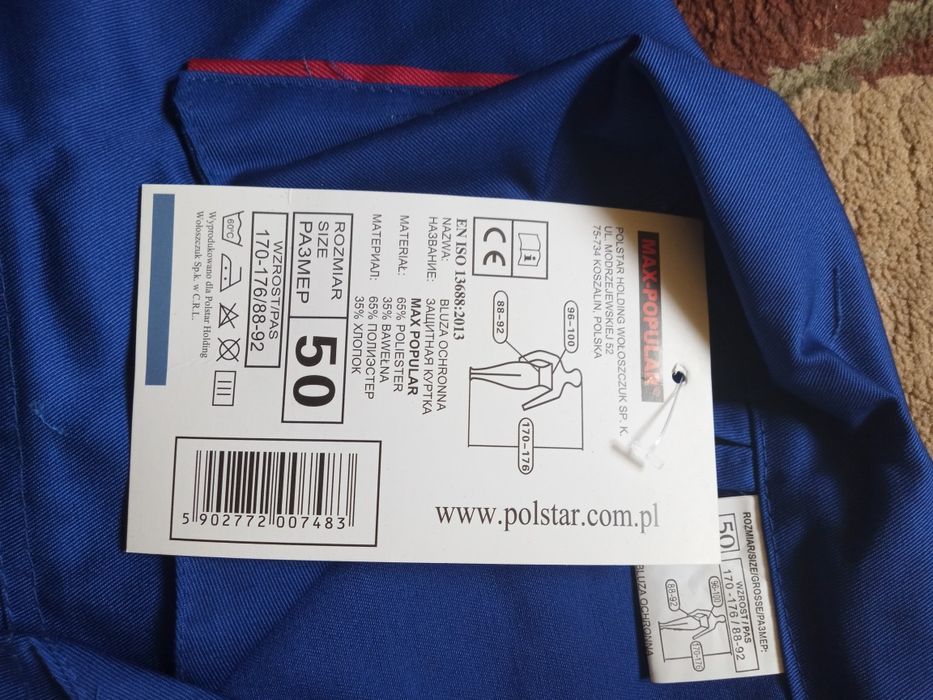 MAX-POPULAR®
POLSTAR HOLDING WOŁOSZCZUK SP. K.
UL. MODRZEJEWSKIEJ 52
75-734 KOSZALIN, POLSKA
i
CE
96-100
88-92
170-176
EN ISO 13688:2013
NAZWA: BLUZA OCHRONNA
НАЗВАНИЕ: ЗАЩИТНАЯ КУРТКА
MAX POPULAR
MATERIAŁ: 65% POLIESTER
35% BAWEŁNA
МАТЕРИАЛ: 65% ПОЛИЭСТЕР
35% ХЛОПОК
ROZMIAR
SIZE
РАЗМЕР
50
WZROST/PAS
170-176/88-92
60°C
Wyprodukowano dla Polstar Holding
Wołoszczuk Sp.k. w C.R.L.
5 902772 007483
www.polstar.com.pl
ROZMIAR/SIZE/GROSSE/РАЗМЕР:
50
WZROST/PAS
170-176/88-92
96-100
88-92
170-176
BLUZA OCHRONNA